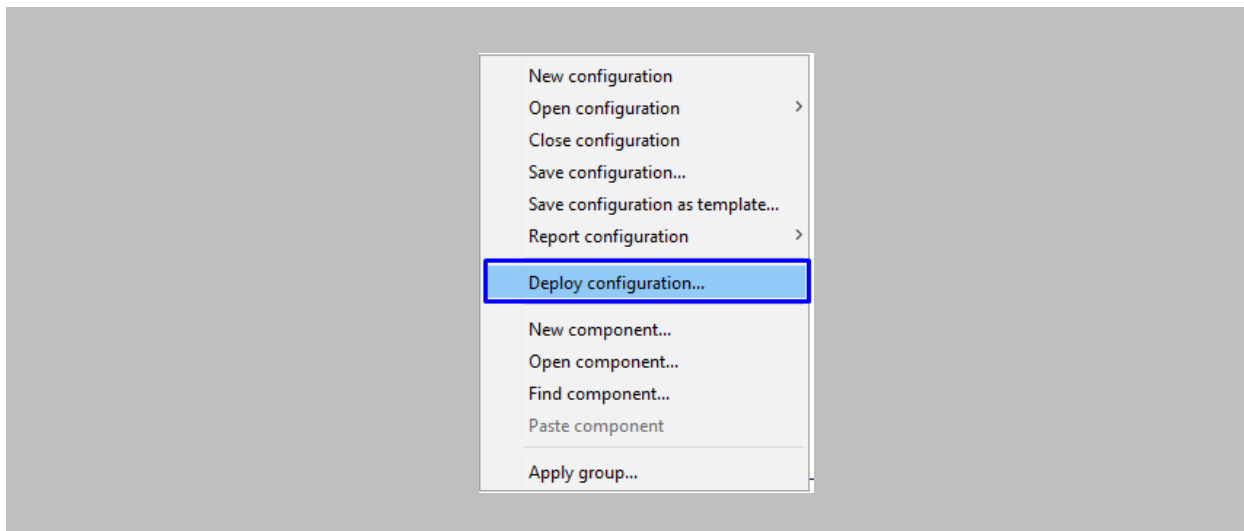 New configuration
Open configuration
Close configuration
Save configuration...
Save configuration as template...
Report configuration
Deploy configuration...
New component...
Open component...
Find component...
Paste component
Apply group...